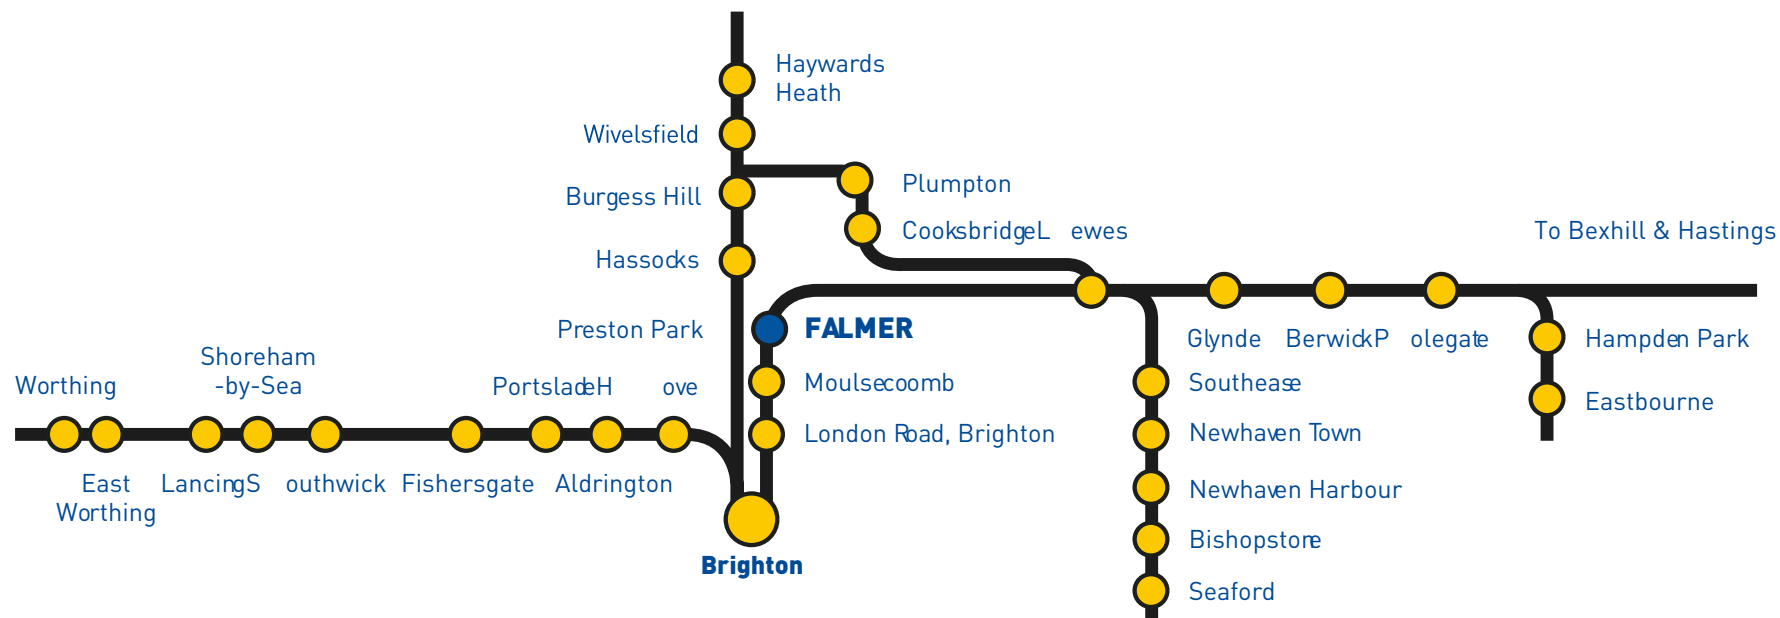 Haywards
Heath
Wivelsfield
Plumpton
Burgess Hill
CooksbridgeL ewes
To Bexhill & Hastings
Hassocks
Preston Park
FALMER
Glynde BerwickP olegate
Hampden Park
Shoreham
-by-Sea
Worthing
PortsladeH ove
Moulsecoomb
Southease
Eastbourne
London Road, Brighton
Newhaven Town
East
Worthing
LancingS outhwick Fishersgate Aldrington
Newhaven Harbour
Bishopstone
Brighton
Seaford